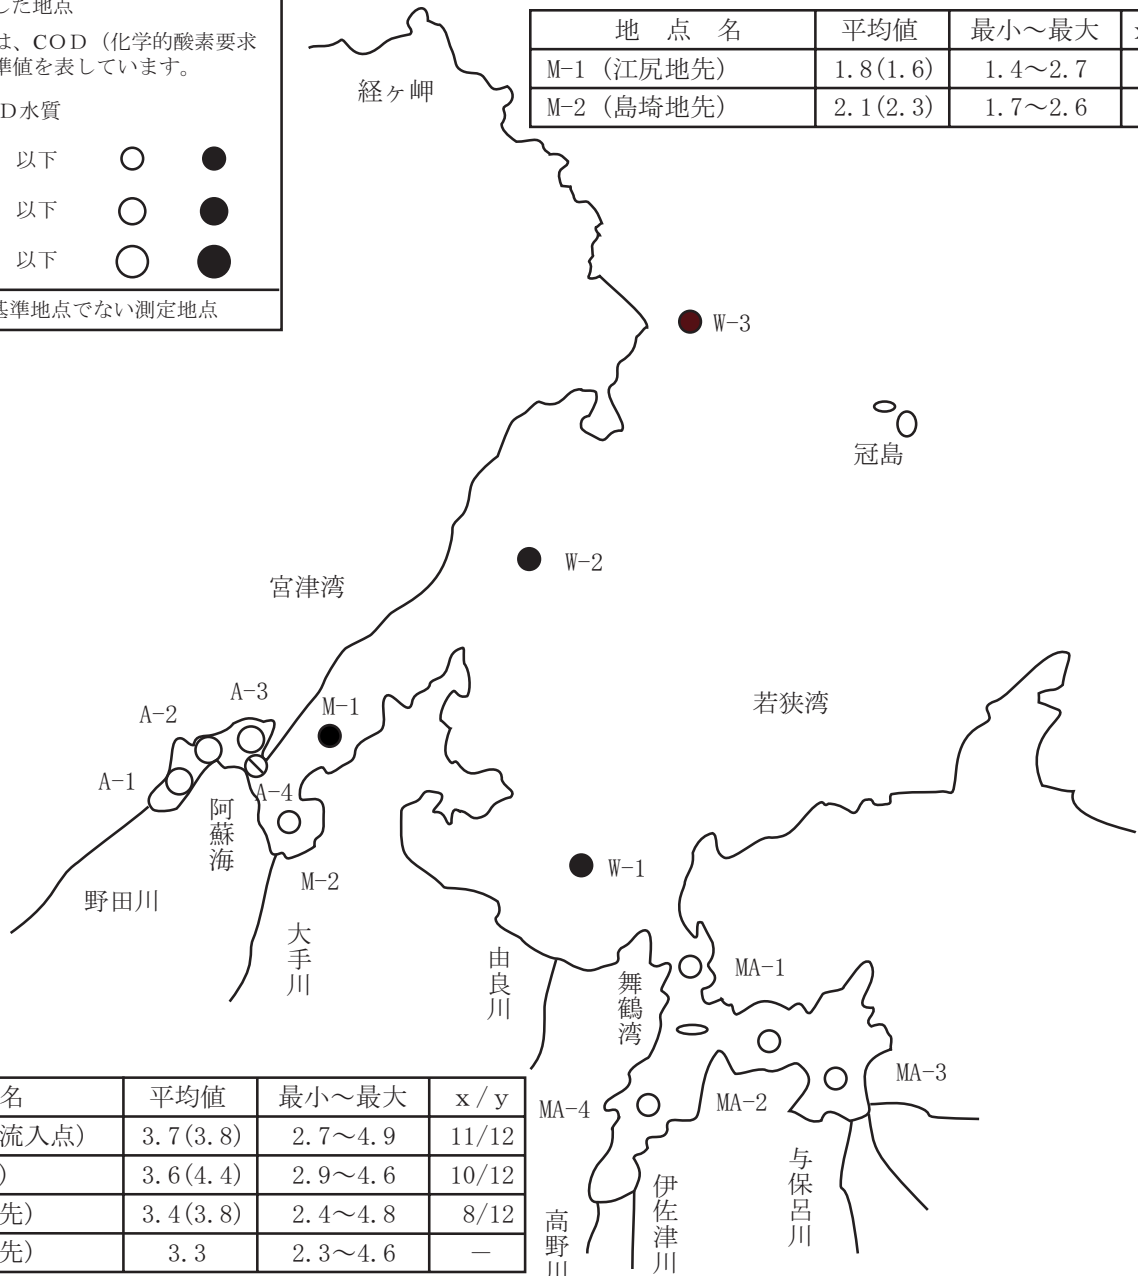 した地点
は、COD（化学的酸素要求
準値を表しています。
D水質
以下
以下
以下
基準地点でない測定地点
地　点　名　平均値　最小～最大
M-1 (江尻地先)　1.8(1.6)　1.4～2.7
M-2 (島埼地先)　2.1(2.3)　1.7～2.6
経ヶ岬
W-3
冠島
W-2
宮津湾
若狭湾
A-3
A-2
M-1
A-1
A-4
阿蘇海
W-1
M-2
野田川
大手川
由良川
舞鶴湾
MA-1
MA-3
MA-2
MA-4
与保呂川
伊佐津川
高野川
名　平均値　最小～最大　x/y
流入点)　3.7(3.8)　2.7～4.9　11/12
)　3.6(4.4)　2.9～4.6　10/12
先)　3.4(3.8)　2.4～4.8　8/12
先)　3.3　2.3～4.6　－